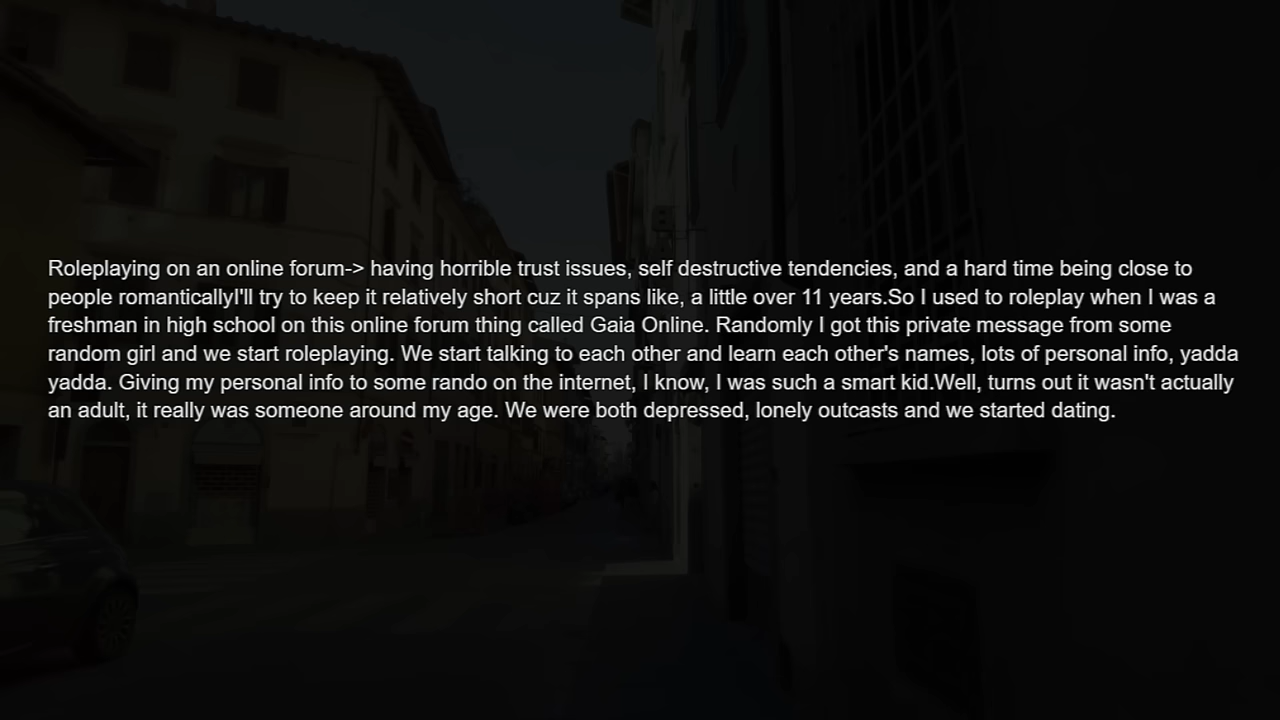 Roleplaying on an online forum-> having horrible trust issues, self destructive tendencies, and a hard time being close to
people romanticallyI'll try to keep it relatively short cuz it spans like, a little over 11 years.So I used to roleplay when I was a
freshman in high school on this online forum thing called Gaia Online. Randomly I got this private message from some
random girl and we start roleplaying. We start talking to each other and learn each other's names, lots of personal info, yadda
yadda. Giving my personal info to some rando on the internet, I know, I was such a smart kid.Well, turns out it wasn't actually
an adult, it really was someone around my age. We were both depressed, lonely outcasts and we started dating.